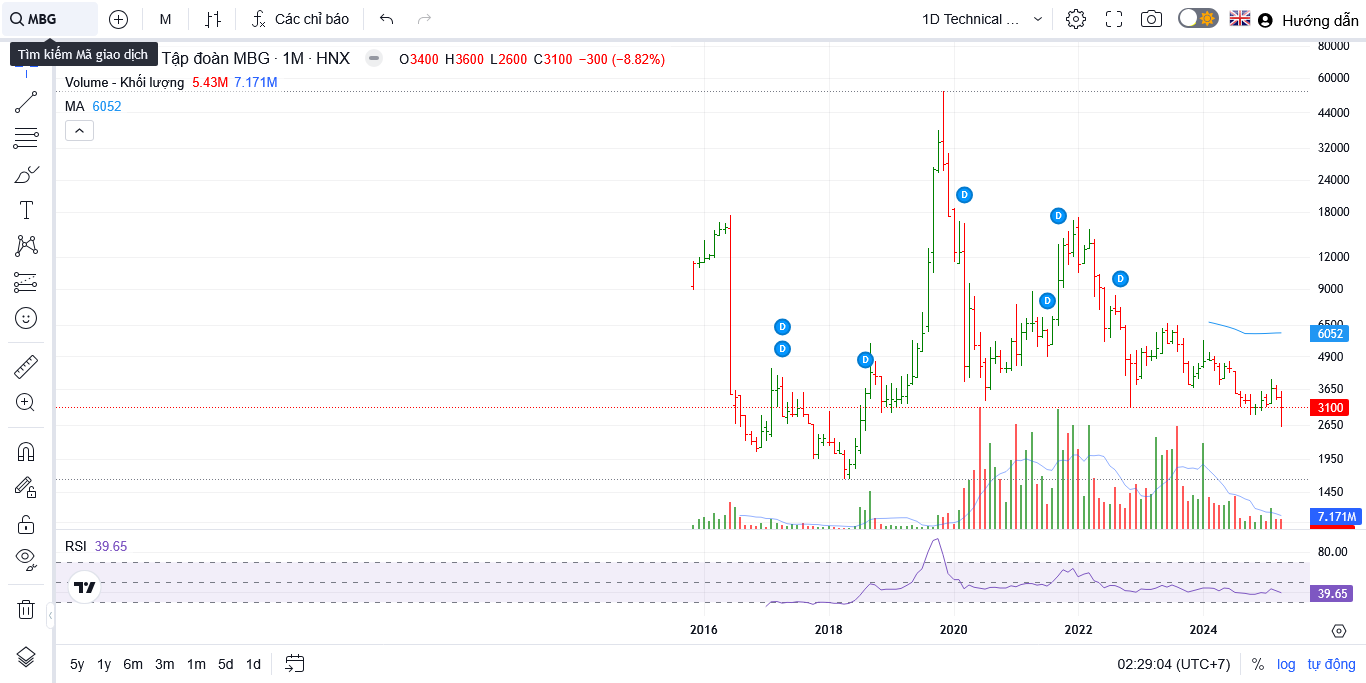 MBG
M
Các chỉ báo
1D Technical ...
Hướng dẫn
Tìm kiếm Mã giao dịch
Tập đoàn MBG · 1M · HNX
O3400 H3600 L2600 C3100 −300 (−8.82%)
Volume - Khối lượng 5.43M 7.171M
MA 6052
80000
60000
44000
32000
24000
18000
12000
9000
6500
6052
4900
3650
3100
2650
1950
1450
7.171M
D
D
D
D
D
D
D
RSI 39.65
80.00
39.65
2016
2018
2020
2022
2024
5y 1y 6m 3m 1m 5d 1d
02:29:04 (UTC+7)
%
log
tự động